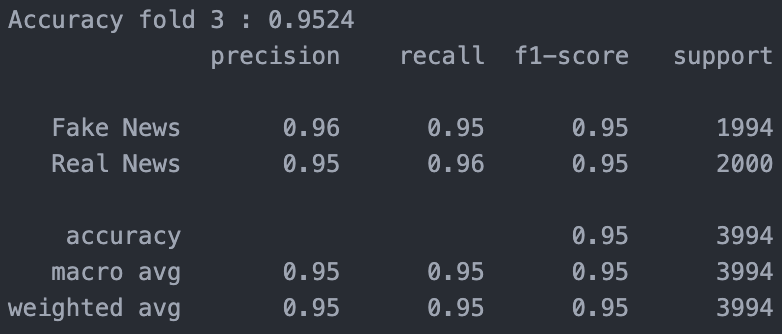 Accuracy fold 3 : 0.9524
precision recall f1-score support
Fake News 0.96 0.95 0.95 1994
Real News 0.95 0.96 0.95 2000
accuracy 0.95 3994
macro avg 0.95 0.95 0.95 3994
weighted avg 0.95 0.95 0.95 3994